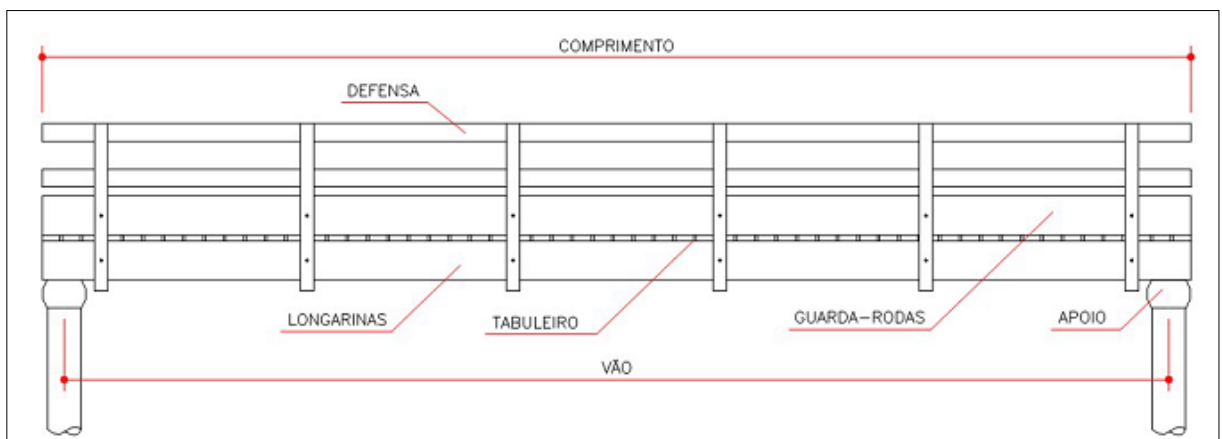 COMPRIMENTO
DEFENSA
LONGARINAS
TABULEIRO
GUARDA-RODAS
APOIO
VÃO